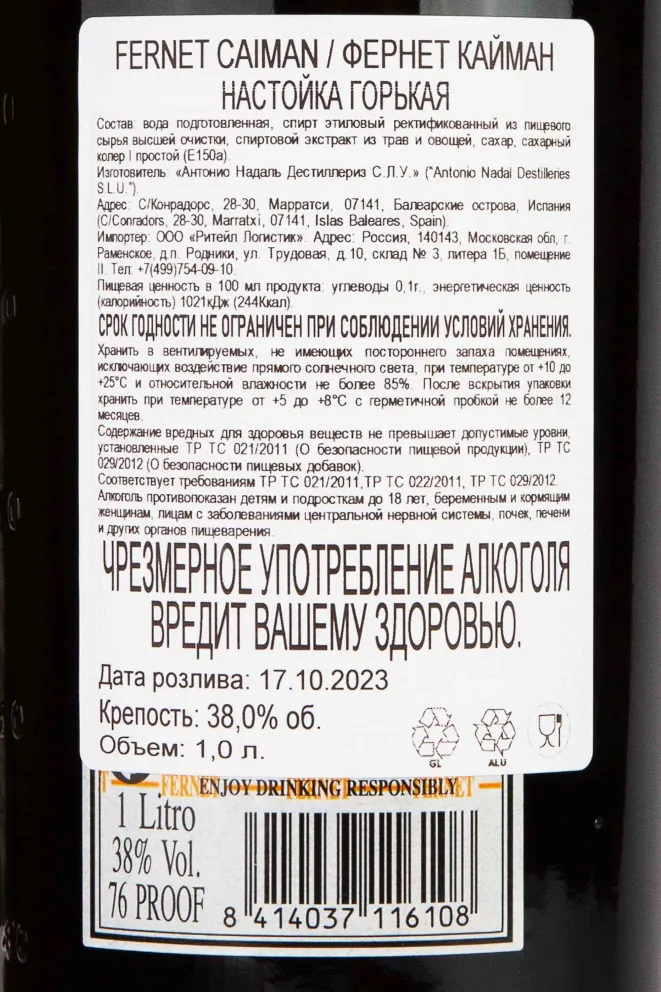 FERNET CAIMAN / ФЕРНЕТ КАЙМАН
НАСТОЙКА ГОРЬКАЯ
Состав: вода подготовленная, спирт этиловый ректификованный из пищевого
сырья высшей очистки, спиртовой экстракт из трав и овощей, сахар, сахарный
колер I простой (Е150а).
Изготовитель: «Антонио Надаль Дестиллериз С.Л.У.» ("Antonio Nadal Destilleries
S.L.U.").
Адрес: С/Конрадорс, 28-30, Марратси, 07141, Балеарские острова, Испания
(C/Conradors, 28-30, Marratxi, 07141, Islas Baleares, Spain).
Импортер: ООО «Ритейл Логистик». Адрес: Россия, 140143, Московская обл, г.
Раменское, д.п. Родники, ул. Трудовая, д.10, склад № 3, литера 1Б, помещение
II. Тел: +7(499)754-09-10.
Пищевая ценность в 100 мл продукта: углеводы 0,1г., энергетическая ценность
(калорийность) 1021кДж (244Ккал).
СРОК ГОДНОСТИ НЕ ОГРАНИЧЕН ПРИ СОБЛЮДЕНИИ УСЛОВИЙ ХРАНЕНИЯ.
Хранить в вентилируемых, не имеющих постороннего запаха помещениях,
исключающих воздействие прямого солнечного света, при температуре от +10 до
+25°С и относительной влажности не более 85%. После вскрытия упаковки
хранить при температуре от +5 до +8°С с герметичной пробкой не более 12
месяцев.
Содержание вредных для здоровья веществ не превышает допустимые уровни,
установленные ТР ТС 021/2011 (О безопасности пищевой продукции), ТР ТС
029/2012 (О безопасности пищевых добавок).
Соответствует требованиям ТР ТС 021/2011,ТР ТС 022/2011, ТР ТС 029/2012.
Алкоголь противопоказан детям и подросткам до 18 лет, беременным и кормящим
женщинам, лицам с заболеваниями центральной нервной системы, почек, печени
и других органов пищеварения.
ЧРЕЗМЕРНОЕ УПОТРЕБЛЕНИЕ АЛКОГОЛЯ
ВРЕДИТ ВАШЕМУ ЗДОРОВЬЮ.
Дата розлива: 17.10.2023
Крепость: 38,0% об.
Объем: 1,0 л.
GL ALU
ENJOY DRINKING RESPONSIBLY
1 Litro
38% Vol.
76 PROOF
8 414037 116108